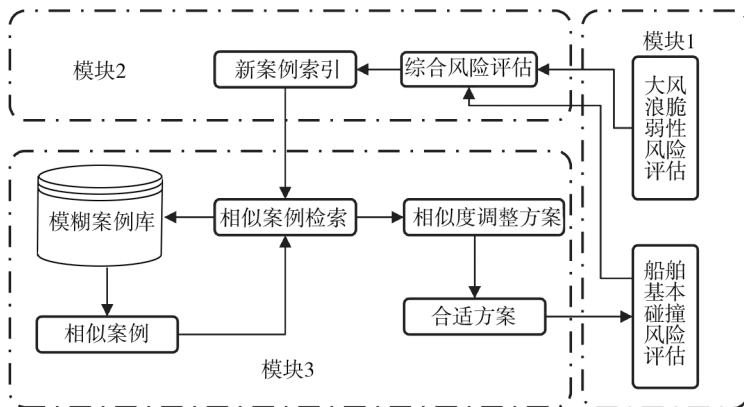 模块1
模块2
新案例索引
综合风险评估
大风
浪脆
弱性
风险
评估
模糊案例库
相似案例检索
相似度调整方案
船舶
基本
碰撞
风险
评估
相似案例
合适方案
模块3